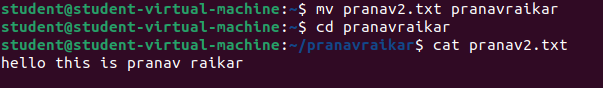 student@student-virtual-machine:~$ mv pranav2.txt pranavraikar
student@student-virtual-machine:~$ cd pranavraikar
student@student-virtual-machine:~/pranavraikar$ cat pranav2.txt
hello this is pranav raikar